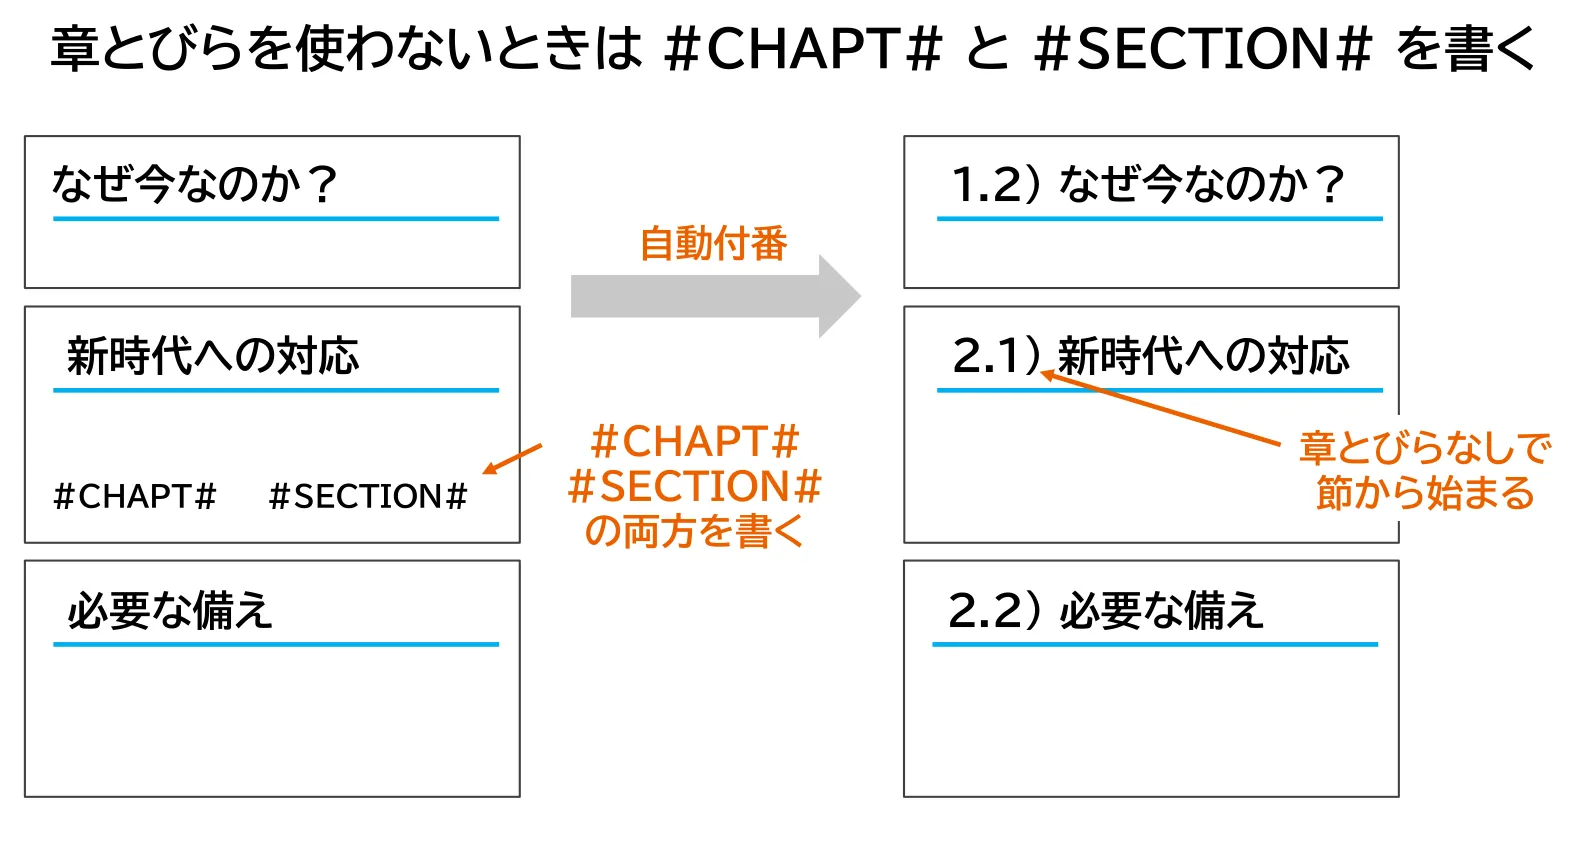 章とびらを使わないときは #CHAPT# と #SECTION# を書く
なぜ今なのか？
新時代への対応
#CHAPT# #SECTION#
必要な備え
自動付番
#CHAPT#
#SECTION#
の両方を書く
1.2) なぜ今なのか？
2.1) 新時代への対応
章とびらなしで
節から始まる
2.2) 必要な備え